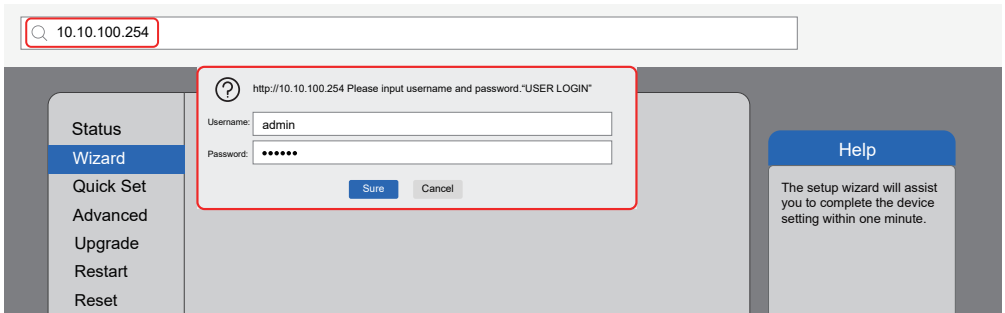 10.10.100.254
http://10.10.100.254 Please input username and password.“USER LOGIN”
Username: admin
Password: ••••••
Sure Cancel
Status
Wizard
Quick Set
Advanced
Upgrade
Restart
Reset
Help
The setup wizard will assist
you to complete the device
setting within one minute.